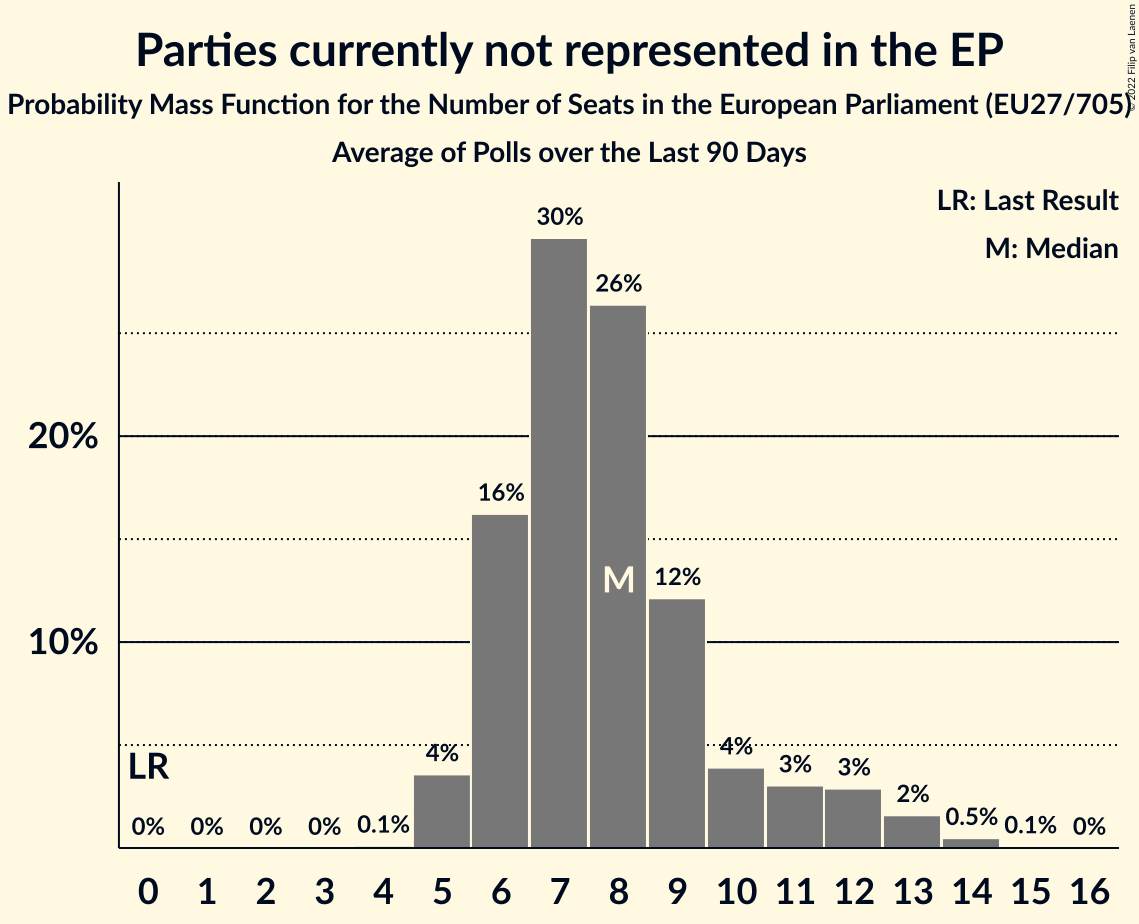 Parties currently not represented in the EP
Probability Mass Function for the Number of Seats in the European Parliament (EU27/705)
Average of Polls over the Last 90 Days
© 2022 Filip van Laenen
LR: Last Result
M: Median
30%
26%
20%
16%
M
12%
10%
LR
4%
4%
3%
3%
2%
0% 0% 0% 0% 0.1% 0.5% 0.1% 0%
0 1 2 3 4 5 6 7 8 9 10 11 12 13 14 15 16